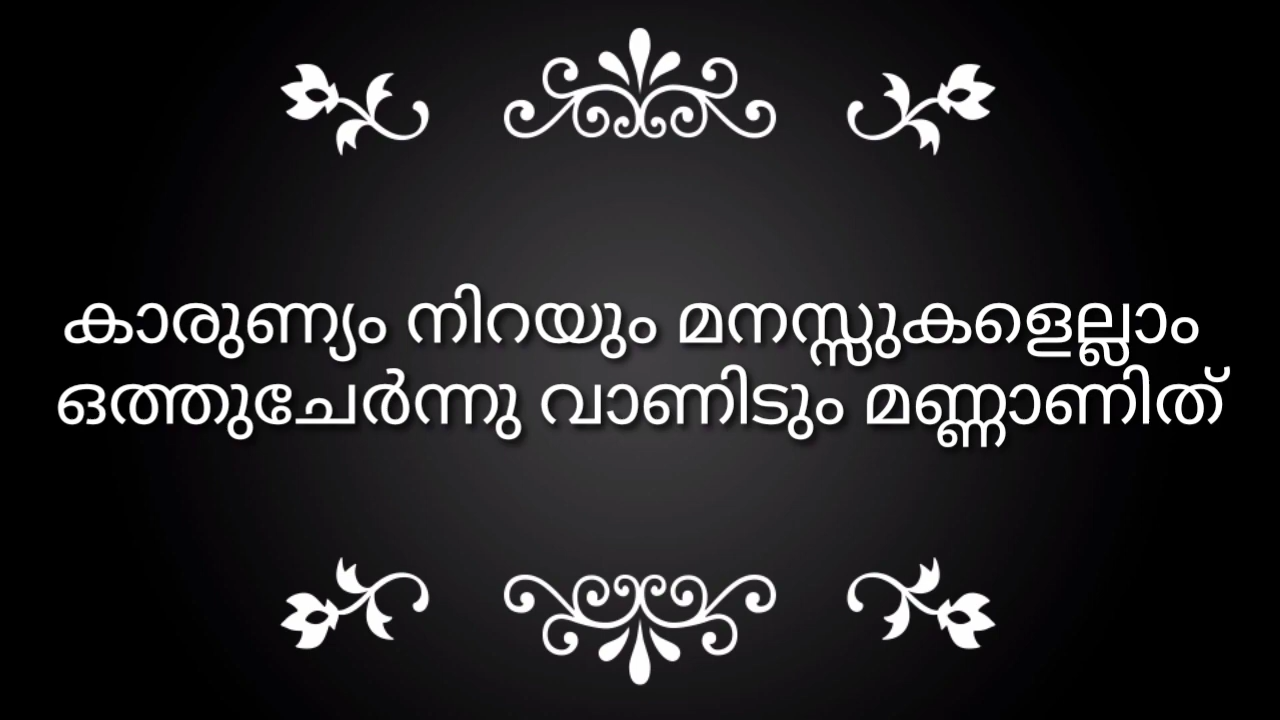 കാരുണ്യം നിറയും മനസ്സുകളെല്ലാം
ഒത്തുചേർന്നു വാണിടും മണ്ണാണിത്